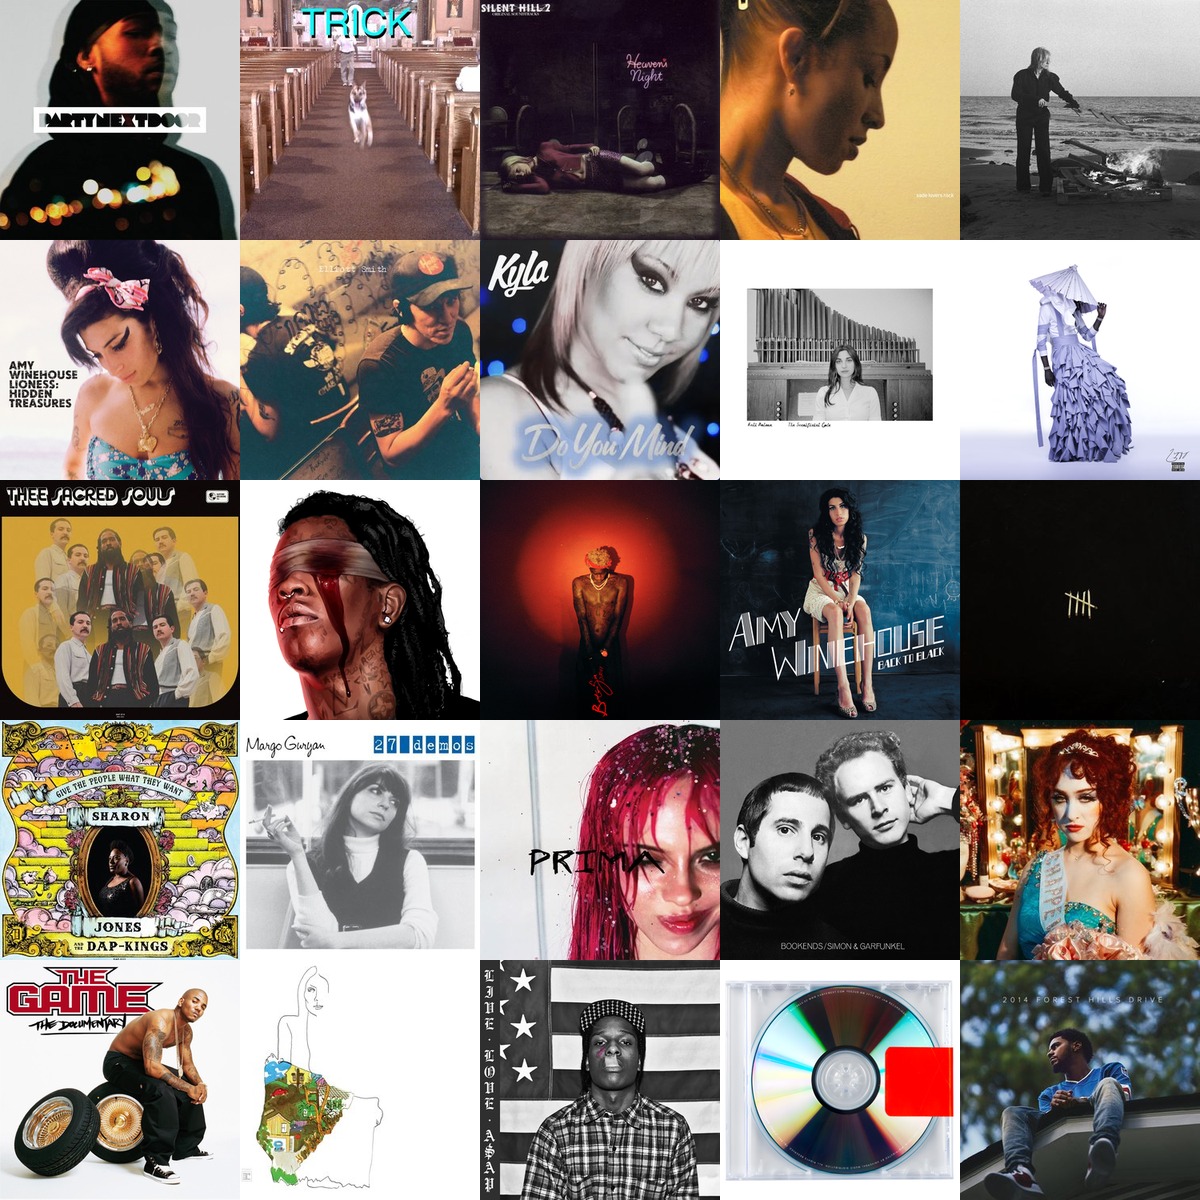 PARTYNEXTDOOR
TRICK
SILENT HILL 2
ORIGINAL SOUNDTRACKS
Heaven's
Night
AMY
WINEHOUSE
LIONESS:
HIDDEN
TREASURES
Elliott Smith
Kyla
Do You Mind
THEE SACRED SOULS
AMY
WINEHOUSE
BACK TO BLACK
GIVE THE PEOPLE WHAT THEY WANT
SHARON
JONES
AND THE
DAP-KINGS
Margo Guryan
27 demos
PRIMA
BOOKENDS/SIMON & GARFUNKEL
THE
GAME
THE DOCUMENTARY
LIVE · LOVE · A$AP
2014 FOREST HILLS DRIVE